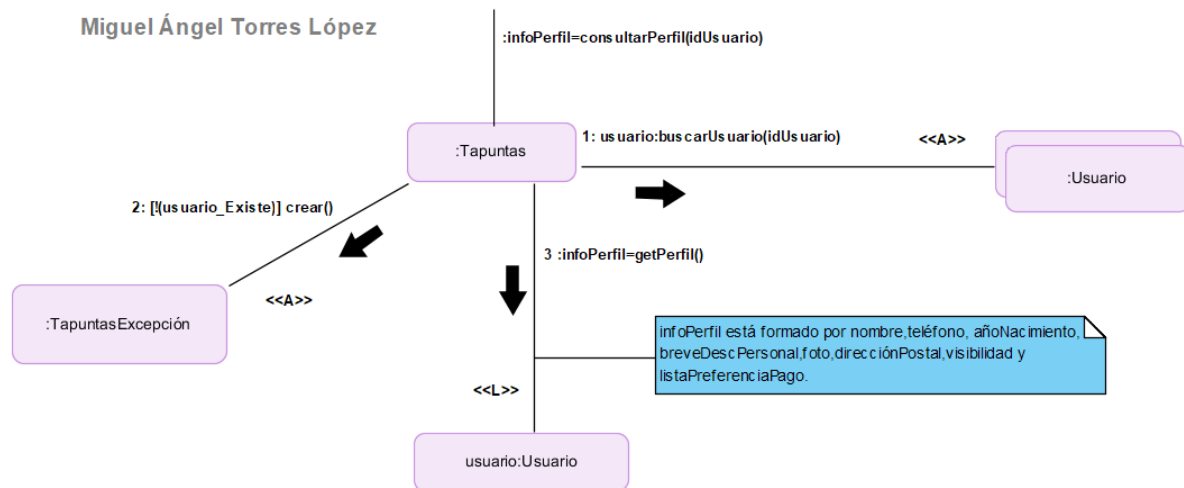 Miguel Ángel Torres López
:infoPerfil=consultarPerfil(idUsuario)
:Tapuntas
1: usuario:buscarUsuario(idUsuario)
<<A>>
:Usuario
2: [!(usuario_Existe)] crear()
3 :infoPerfil=getPerfil()
<<A>>
:TapuntasExcepción
infoPerfil está formado por nombre,teléfono, añoNacimiento,
breveDescPersonal,foto,direcciónPostal,visibilidad y
listaPreferenciaPago.
<<L>>
usuario:Usuario